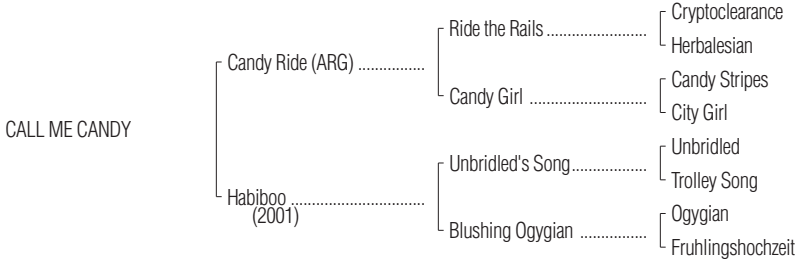 Cryptoclearance
Ride the Rails ........................
Herbalesian
Candy Ride (ARG) ................
Candy Stripes
Candy Girl ............................
City Girl
CALL ME CANDY
Unbridled
Unbridled's Song..................
Trolley Song
Habiboo ................................
(2001)
Ogygian
Blushing Ogygian ................
Fruhlingshochzeit